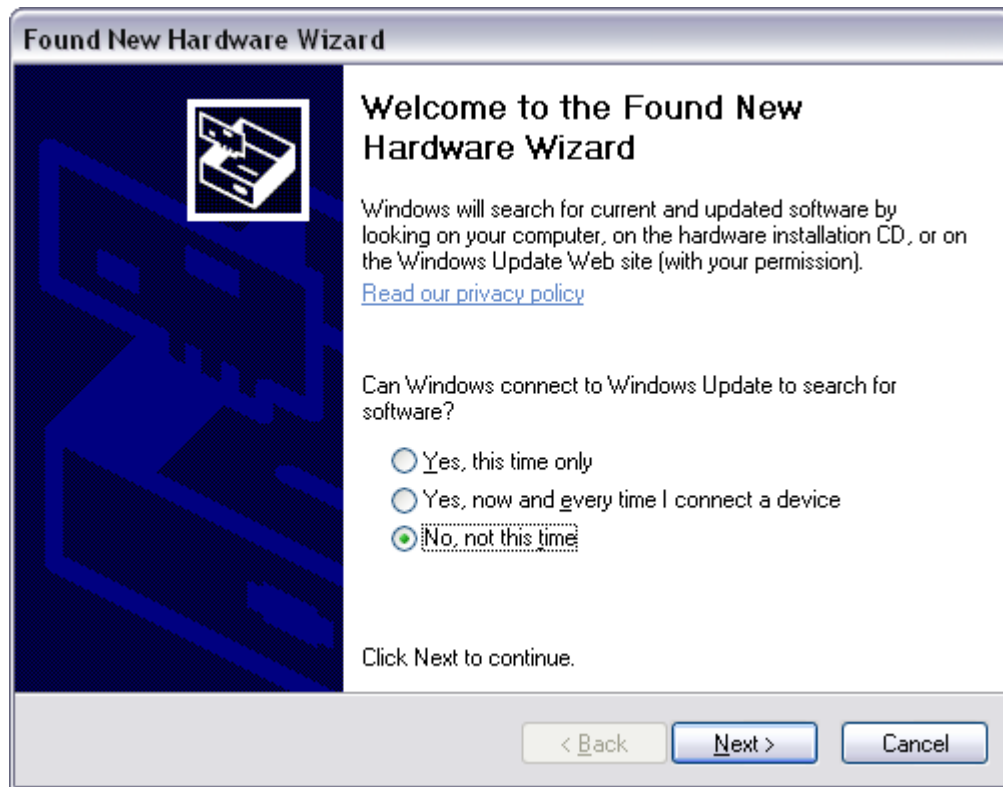 Found New Hardware Wizard
Welcome to the Found New
Hardware Wizard
Windows will search for current and updated software by
looking on your computer, on the hardware installation CD, or on
the Windows Update Web site (with your permission).
Read our privacy policy
Can Windows connect to Windows Update to search for
software?
Yes, this time only
Yes, now and every time I connect a device
No, not this time
Click Next to continue.
< Back
Next >
Cancel